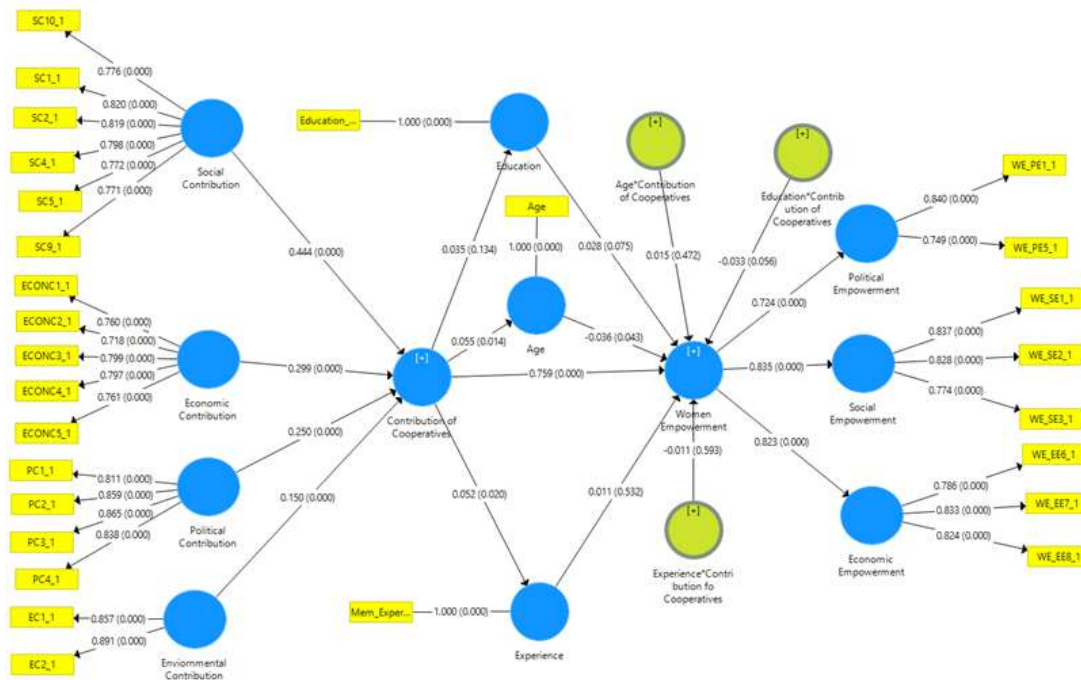 SC10_1
0.776 (0.000)
SC1_1
0.820 (0.000)
SC2_1
0.819 (0.000)
0.798 (0.000)
SC4_1
0.772 (0.000)
SC5_1
0.771 (0.000)
SC9_1
Social
Contribution
0.444 (0.000)
ECONC1_1
0.760 (0.000)
ECONC2_1
0.718 (0.000)
ECONC3_1
0.799 (0.000)
0.797 (0.000)
ECONC4_1
0.761 (0.000)
ECONC5_1
Economic
Contribution
0.299 (0.000)
PC1_1
0.811 (0.000)
PC2_1
0.859 (0.000)
0.865 (0.000)
PC3_1
0.838 (0.000)
PC4_1
Political
Contribution
0.250 (0.000)
EC1_1
0.857 (0.000)
0.891 (0.000)
EC2_1
Enviornmental
Contribution
0.150 (0.000)
[+]
Contribution of
Cooperatives
Education_...
1.000 (0.000)
Education
0.035 (0.134)
0.028 (0.075)
Age
1.000 (0.000)
Age
0.055 (0.014)
-0.036 (0.043)
0.759 (0.000)
0.052 (0.020)
0.011 (0.532)
Mem_Exper...
1.000 (0.000)
Experience
[+]
Age*Contribution
of Cooperatives
0.015 (0.472)
[+]
Education*Contrib
ution of
Cooperatives
-0.033 (0.056)
[+]
Women
Empowerment
-0.011 (0.593)
[+]
Experience*Contri
bution fo
Cooperatives
0.724 (0.000)
Political
Empowerment
WE_PE1_1
0.840 (0.000)
0.749 (0.000)
WE_PE5_1
0.835 (0.000)
Social
Empowerment
WE_SE1_1
0.837 (0.000)
0.828 (0.000)
WE_SE2_1
0.774 (0.000)
WE_SE3_1
0.823 (0.000)
Economic
Empowerment
WE_EE6_1
0.786 (0.000)
0.833 (0.000)
WE_EE7_1
0.824 (0.000)
WE_EE8_1